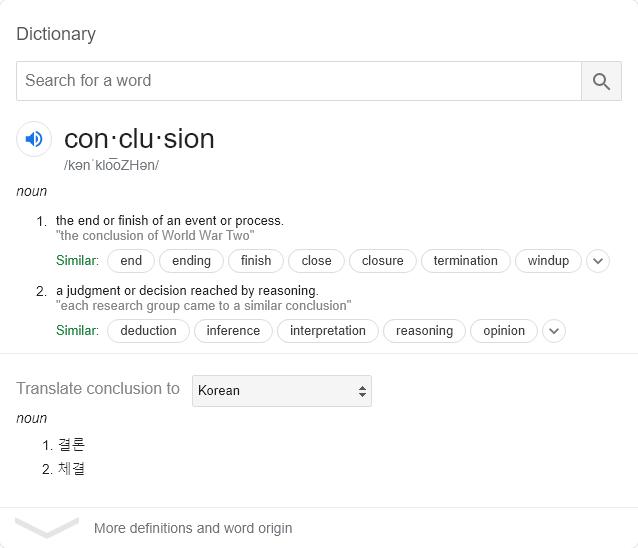 Dictionary
Search for a word
con·clu·sion
/kənˈklo͞oZHən/
noun
1. the end or finish of an event or process.
"the conclusion of World War Two"
Similar: end ending finish close closure termination windup
2. a judgment or decision reached by reasoning.
"each research group came to a similar conclusion"
Similar: deduction inference interpretation reasoning opinion
Translate conclusion to Korean
noun
1. 결론
2. 체결
More definitions and word origin